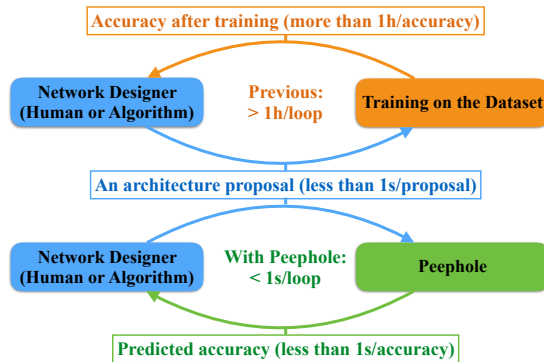 Accuracy after training (more than 1h/accuracy)
Network Designer
(Human or Algorithm)
Previous:
> 1h/loop
Training on the Dataset
An architecture proposal (less than 1s/proposal)
Network Designer
(Human or Algorithm)
With Peephole:
< 1s/loop
Peephole
Predicted accuracy (less than 1s/accuracy)